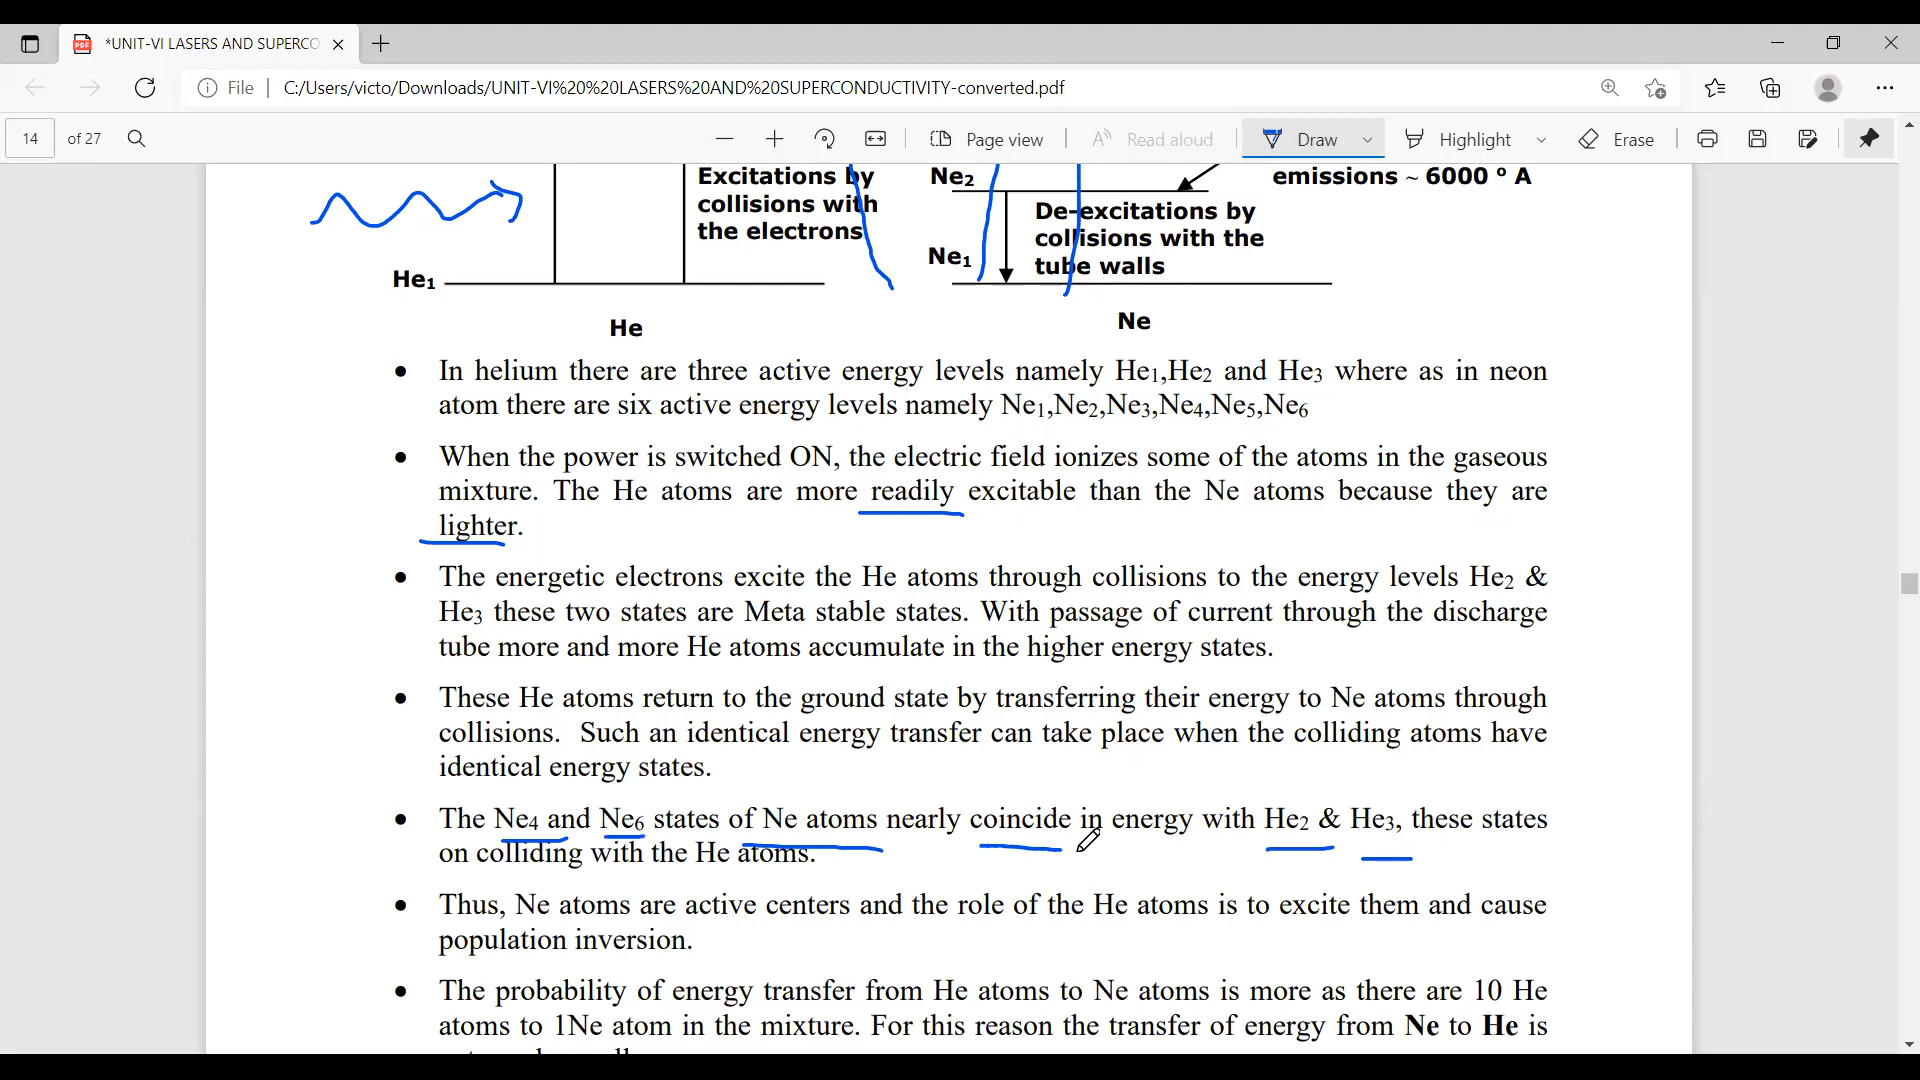 *UNIT-VI LASERS AND SUPERCO
File
C:/Users/victo/Downloads/UNIT-VI%20%20LASERS%20AND%20SUPERCONDUCTIVITY-converted.pdf
14 of 27 Page view Read aloud Draw Highlight Erase
Excitations by
collisions with
the electrons
He₁
He
Ne₂
emissions ~ 6000 º A
De-excitations by
collisions with the
tube walls
Ne₁
Ne
• In helium there are three active energy levels namely He₁,He₂ and He₃ where as in neon
atom there are six active energy levels namely Ne₁,Ne₂,Ne₃,Ne₄,Ne₅,Ne₆
• When the power is switched ON, the electric field ionizes some of the atoms in the gaseous
mixture. The He atoms are more readily excitable than the Ne atoms because they are
lighter.
• The energetic electrons excite the He atoms through collisions to the energy levels He₂ &
He₃ these two states are Meta stable states. With passage of current through the discharge
tube more and more He atoms accumulate in the higher energy states.
• These He atoms return to the ground state by transferring their energy to Ne atoms through
collisions. Such an identical energy transfer can take place when the colliding atoms have
identical energy states.
• The Ne₄ and Ne₆ states of Ne atoms nearly coincide in energy with He₂ & He₃, these states
on colliding with the He atoms.
• Thus, Ne atoms are active centers and the role of the He atoms is to excite them and cause
population inversion.
• The probability of energy transfer from He atoms to Ne atoms is more as there are 10 He
atoms to 1Ne atom in the mixture. For this reason the transfer of energy from Ne to He is